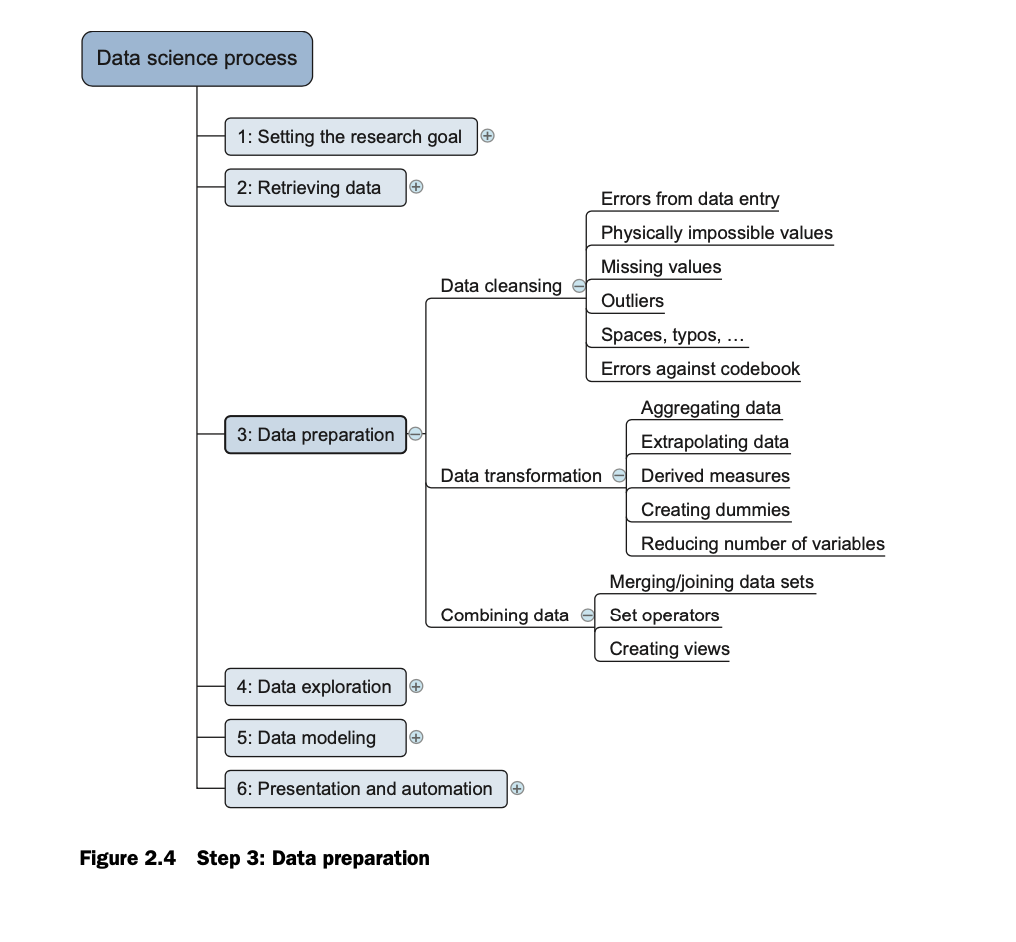 Data science process
1: Setting the research goal
2: Retrieving data
3: Data preparation
Data cleansing
Errors from data entry
Physically impossible values
Missing values
Outliers
Spaces, typos, …
Errors against codebook
Data transformation
Aggregating data
Extrapolating data
Derived measures
Creating dummies
Reducing number of variables
Combining data
Merging/joining data sets
Set operators
Creating views
4: Data exploration
5: Data modeling
6: Presentation and automation
Figure 2.4 Step 3: Data preparation